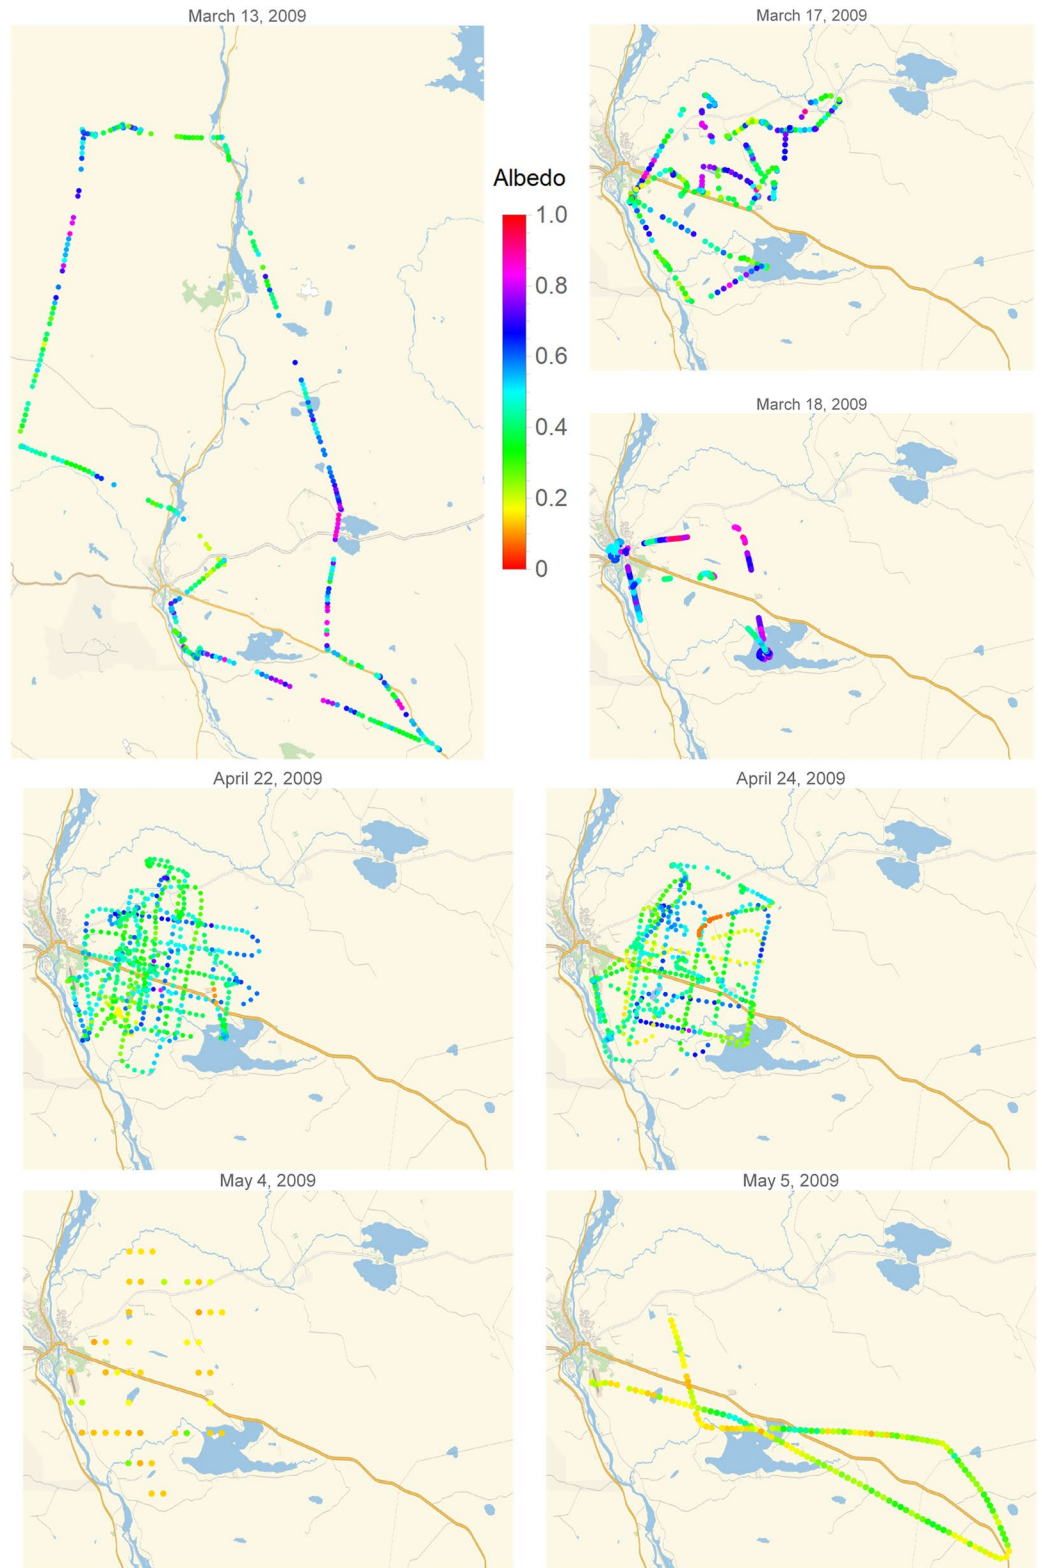 March 13, 2009
March 17, 2009
Albedo
1.0
0.8
0.6
0.4
0.2
0
March 18, 2009
April 22, 2009
April 24, 2009
May 4, 2009
May 5, 2009